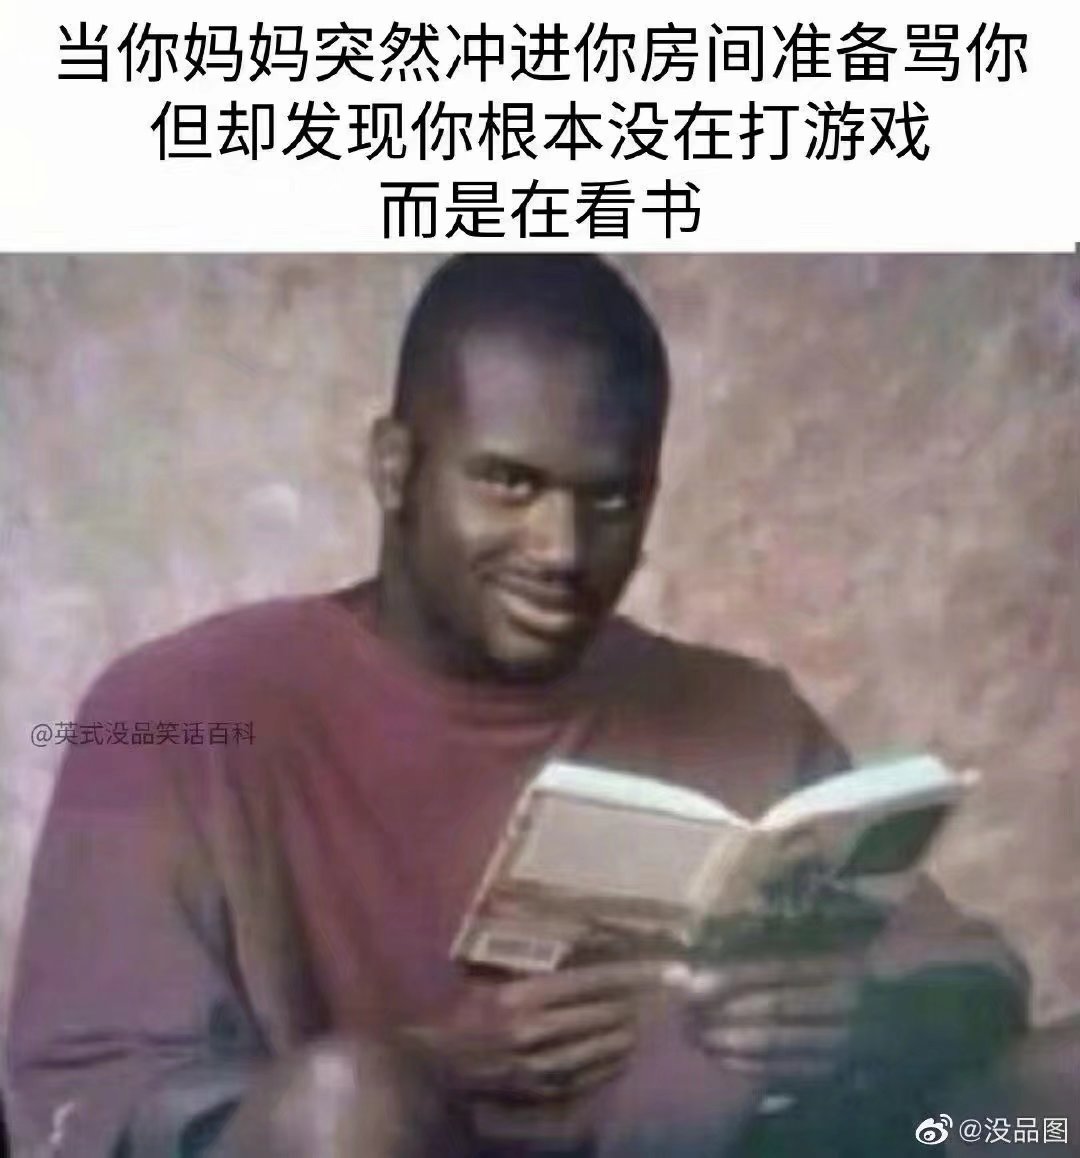 当你妈妈突然冲进你房间准备骂你
但却发现你根本没在打游戏
而是在看书
@英式没品笑话百科
@没品图